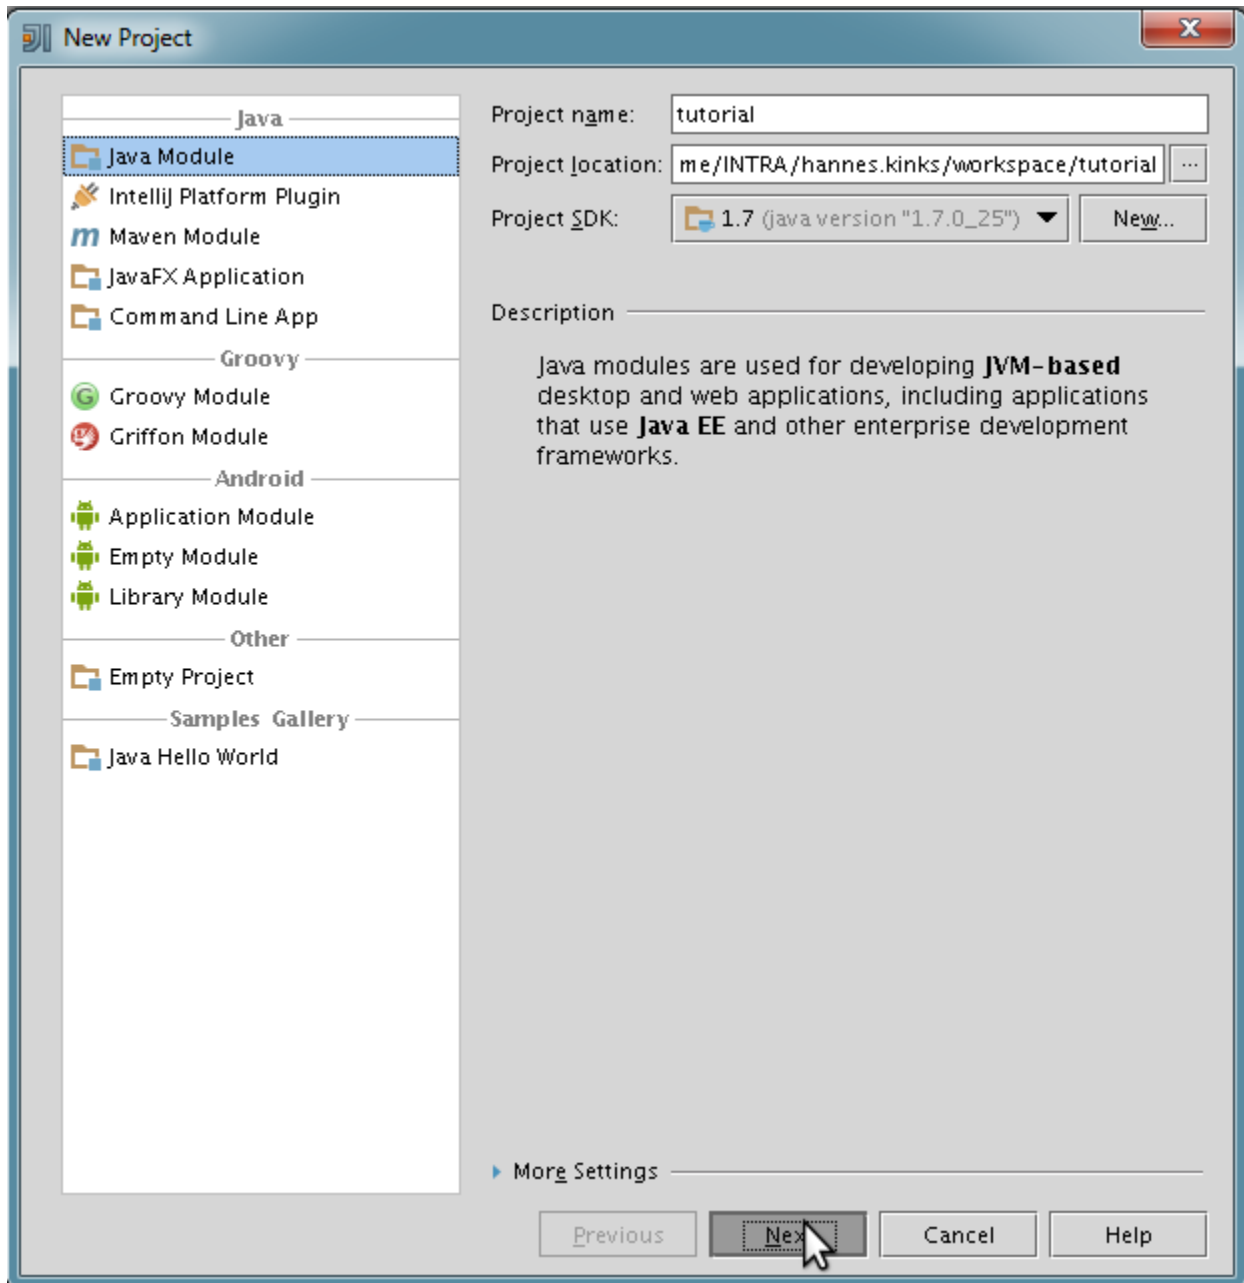 New Project
Java
Java Module
IntelliJ Platform Plugin
Maven Module
JavaFX Application
Command Line App
Groovy
Groovy Module
Griffon Module
Android
Application Module
Empty Module
Library Module
Other
Empty Project
Samples Gallery
Java Hello World
Project name: tutorial
Project location: me/INTRA/hannes.kinks/workspace/tutorial ...
Project SDK: 1.7 (java version "1.7.0_25") New...
Description
Java modules are used for developing JVM-based
desktop and web applications, including applications
that use Java EE and other enterprise development
frameworks.
More Settings
Previous Next Cancel Help